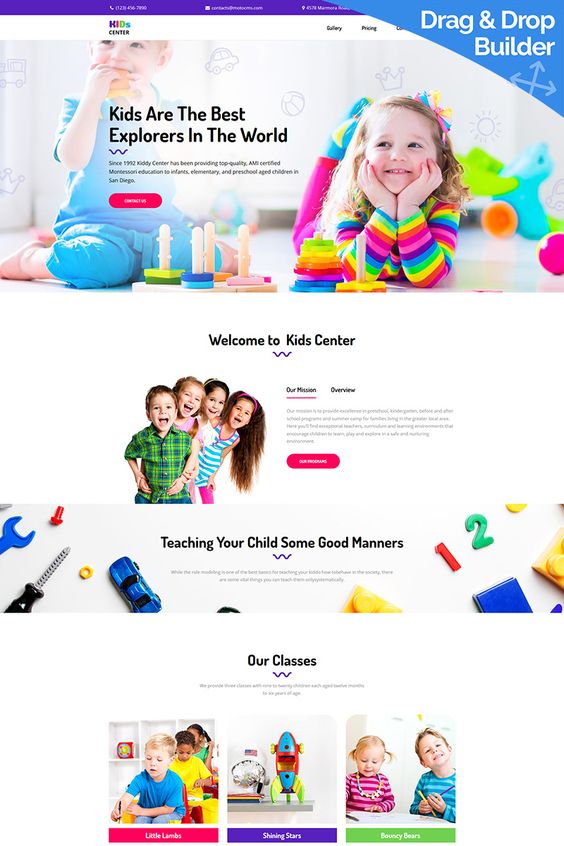 (123) 456-7890
contacts@motocms.com
4578 Marmora Road
Drag & Drop
Builder
KIDs
CENTER
Gallery
Pricing
Kids Are The Best
Explorers In The World
Since 1992 Kiddy Center has been providing top-quality, AMI certified
Montessori education to infants, elementary, and preschool aged children in
San Diego.
CONTACT US
Welcome to Kids Center
Our Mission
Overview
Our mission is to provide excellence in preschool, kindergarten, before and after
school programs and summer camp for families living in the greater local area.
Here you'll find exceptional teachers, curriculum and learning environments that
encourage children to learn, play and explore in a safe and nurturing
environment.
OUR PROGRAMS
1 2
Teaching Your Child Some Good Manners
While the rule modeling is one of the best basics for teaching your kiddo how tobehave in the society, there
are some vital things you can teach them onlysystematically.
Our Classes
We provide three classes with nine to twenty children each aged twelve months
to six years of age.
Little Lambs
Shining Stars
Bouncy Bears